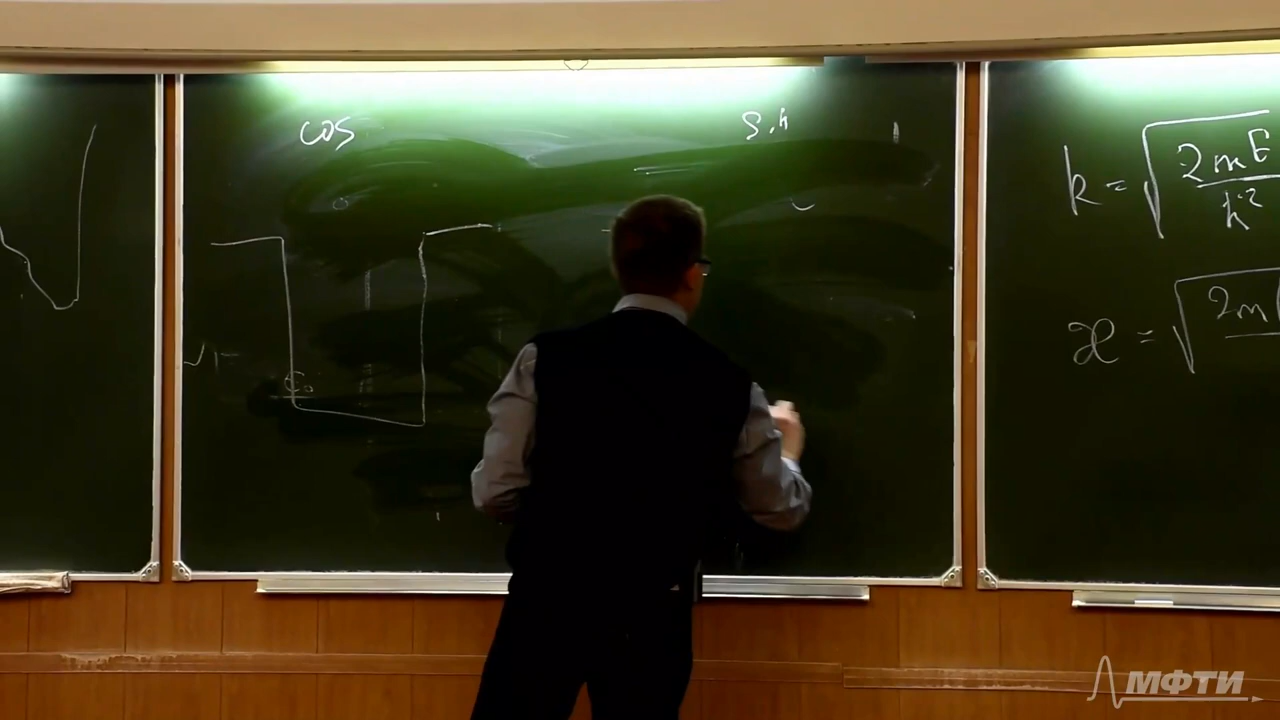 cos
sin
k = √2mE/ħ²
æ = √2m
МФТИ